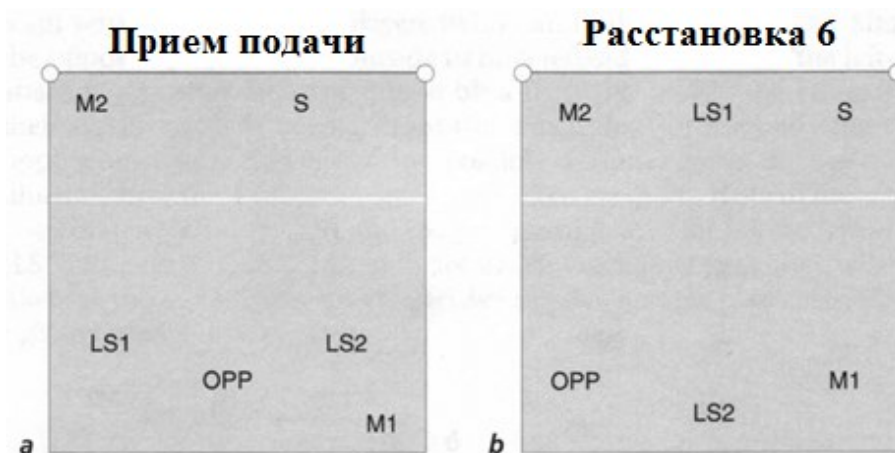 Прием подачи
M2 S
LS1 LS2
OPP
M1
a
Расстановка 6
M2 LS1 S
OPP M1
LS2
b